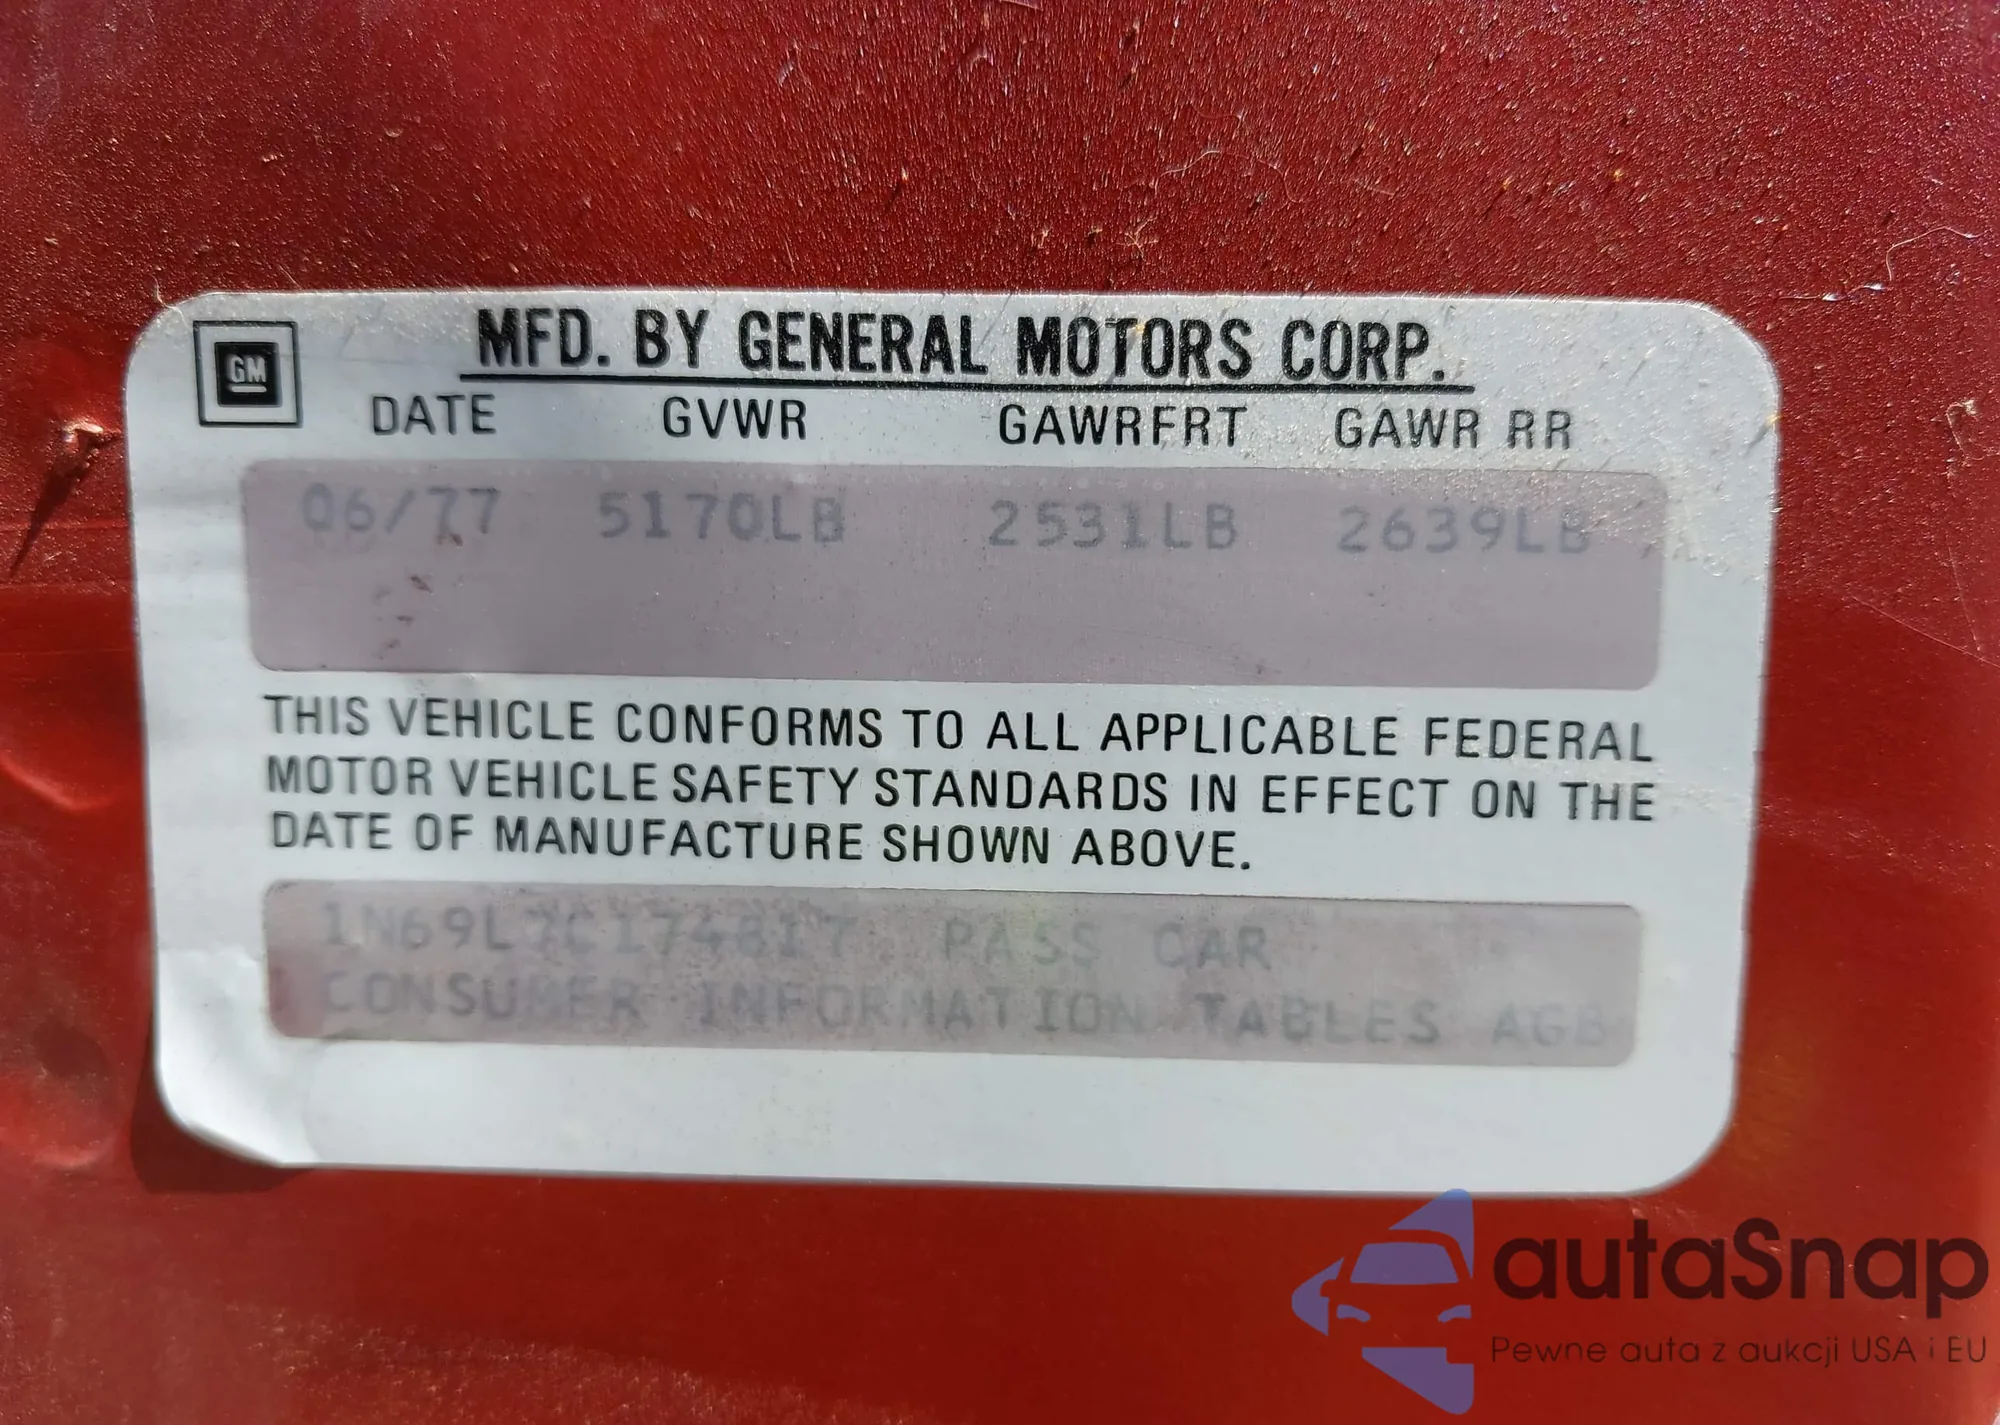 GM
MFD. BY GENERAL MOTORS CORP.
DATE GVWR GAWRFRT GAWR RR
06/77 5170LB 2531LB 2639LB
THIS VEHICLE CONFORMS TO ALL APPLICABLE FEDERAL
MOTOR VEHICLE SAFETY STANDARDS IN EFFECT ON THE
DATE OF MANUFACTURE SHOWN ABOVE.
1N69L7C174817 PASS CAR
CONSUMER INFORMATION TABLES AGB
autaSnap
Pewne auta z aukcji USA i EU